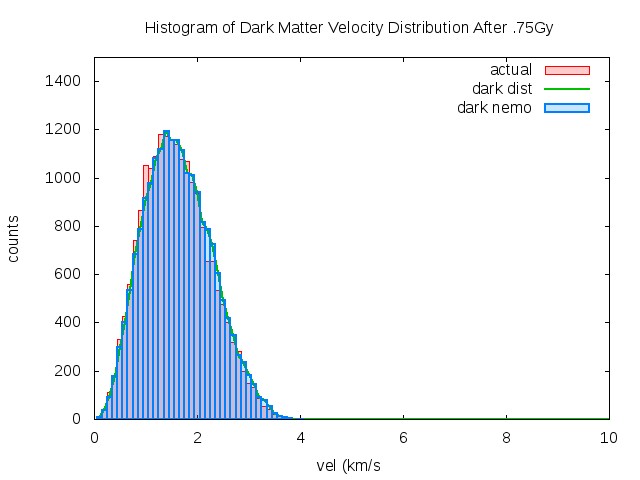 Histogram of Dark Matter Velocity Distribution After .75Gy
actual
dark dist
dark nemo
1400
1200
1000
800
600
400
200
0
counts
0 2 4 6 8 10
vel (km/s